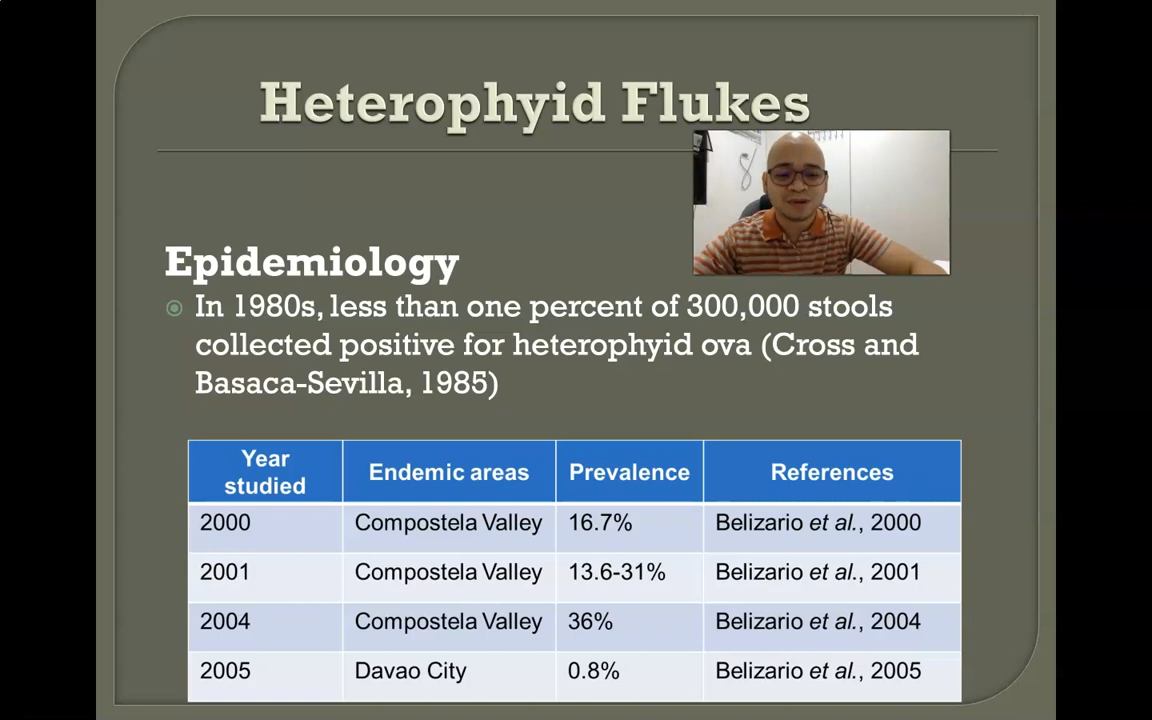 Heterophyid Flukes
Epidemiology
In 1980s, less than one percent of 300,000 stools
collected positive for heterophyid ova (Cross and
Basaca-Sevilla, 1985)
Year studied Endemic areas Prevalence References
2000 Compostela Valley 16.7% Belizario et al., 2000
2001 Compostela Valley 13.6-31% Belizario et al., 2001
2004 Compostela Valley 36% Belizario et al., 2004
2005 Davao City 0.8% Belizario et al., 2005